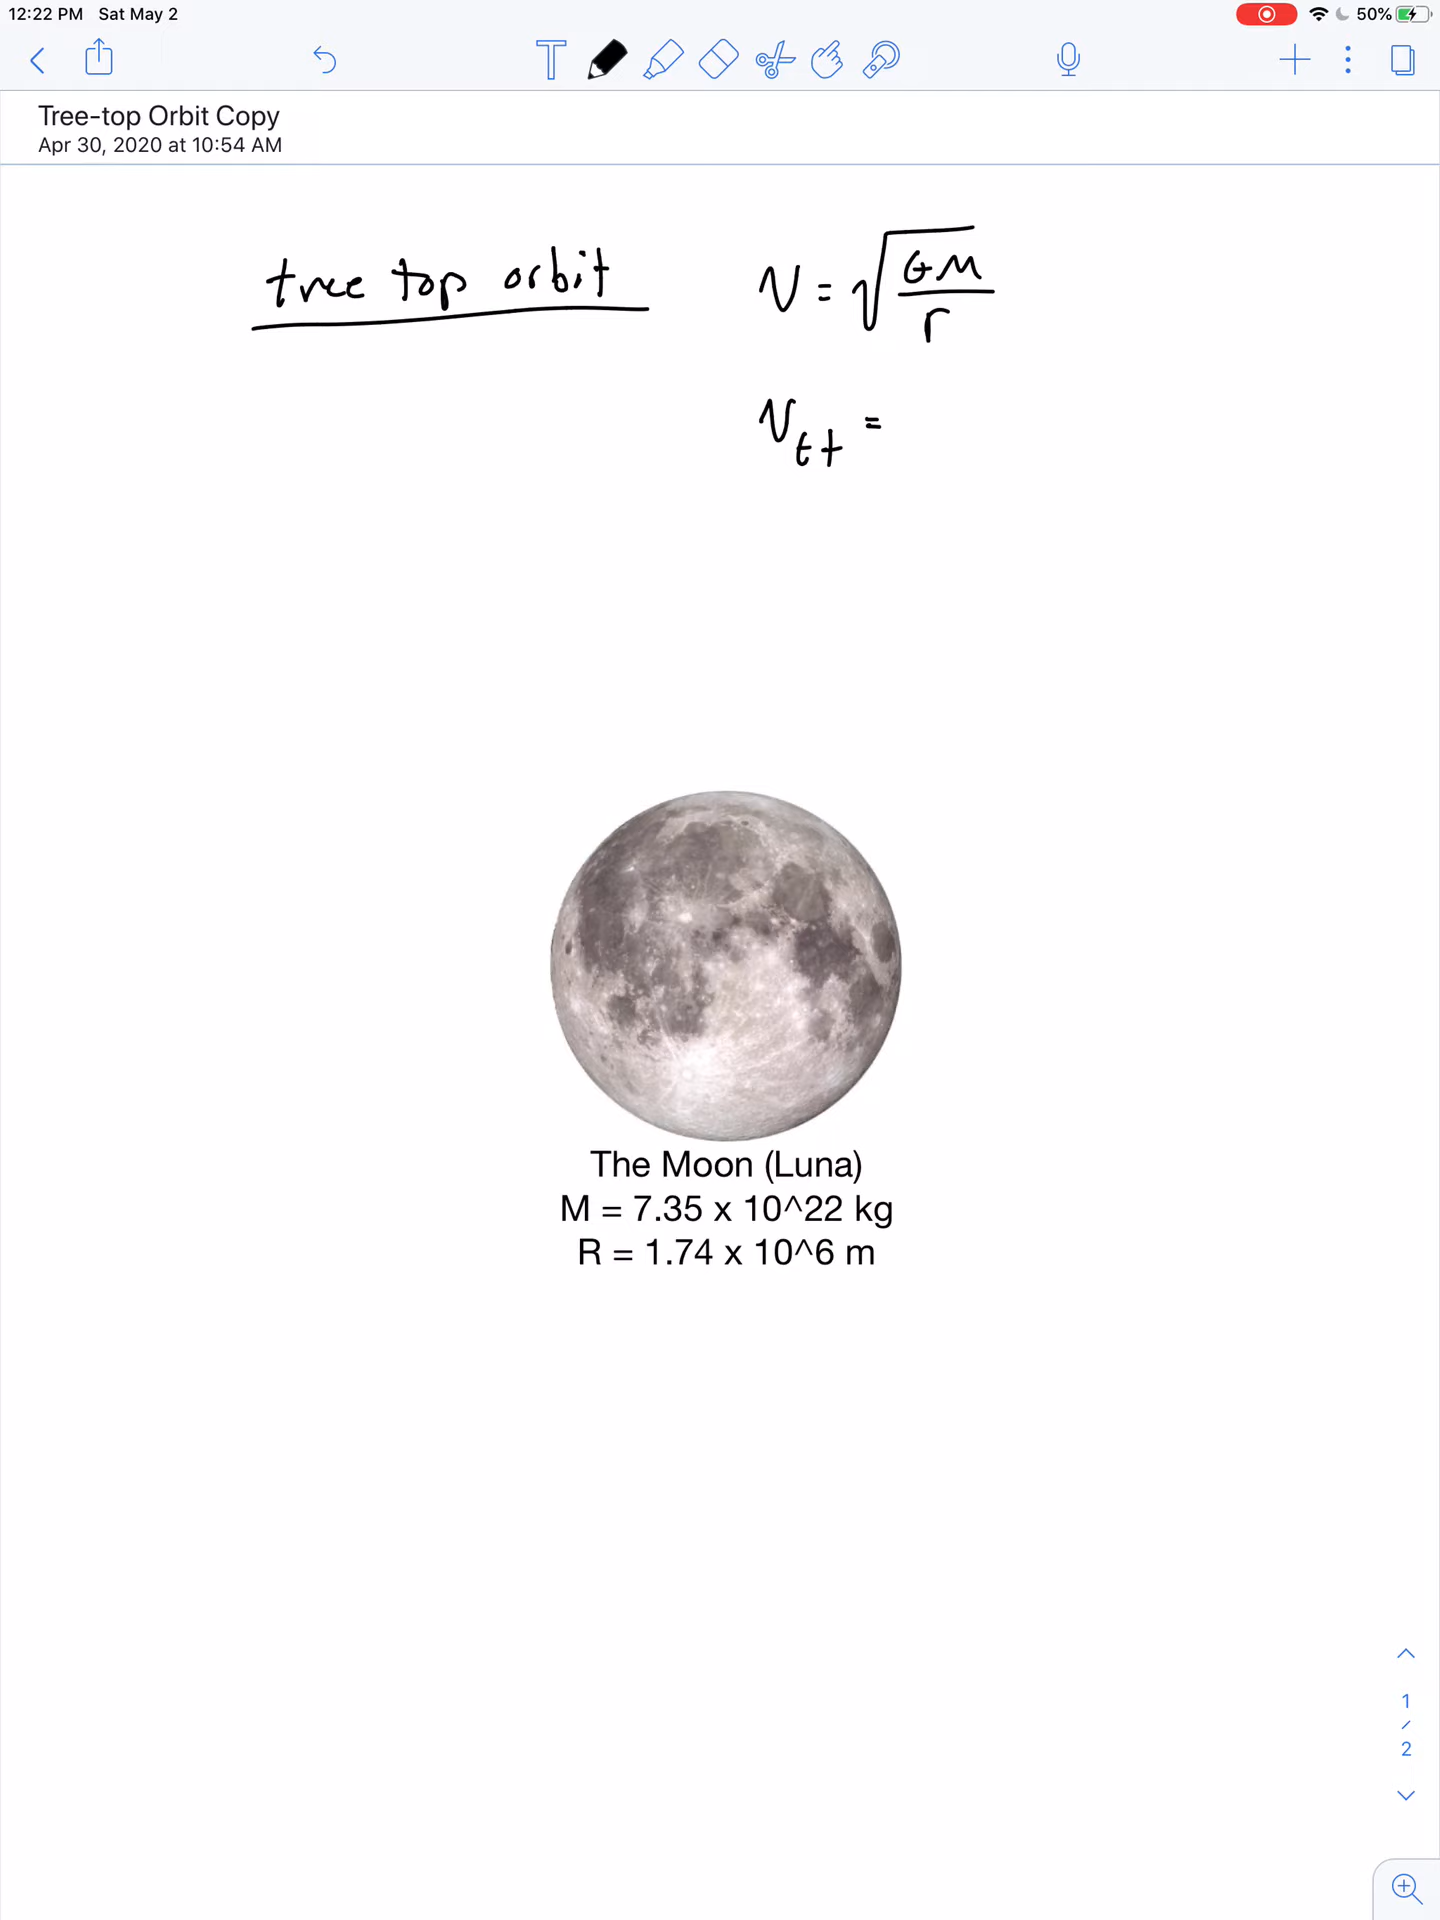 12:22 PM Sat May 2
50%
T
Tree-top Orbit Copy
Apr 30, 2020 at 10:54 AM
tree top orbit
v = √(GM/r)
v_tt =
The Moon (Luna)
M = 7.35 x 10^22 kg
R = 1.74 x 10^6 m
1
/
2